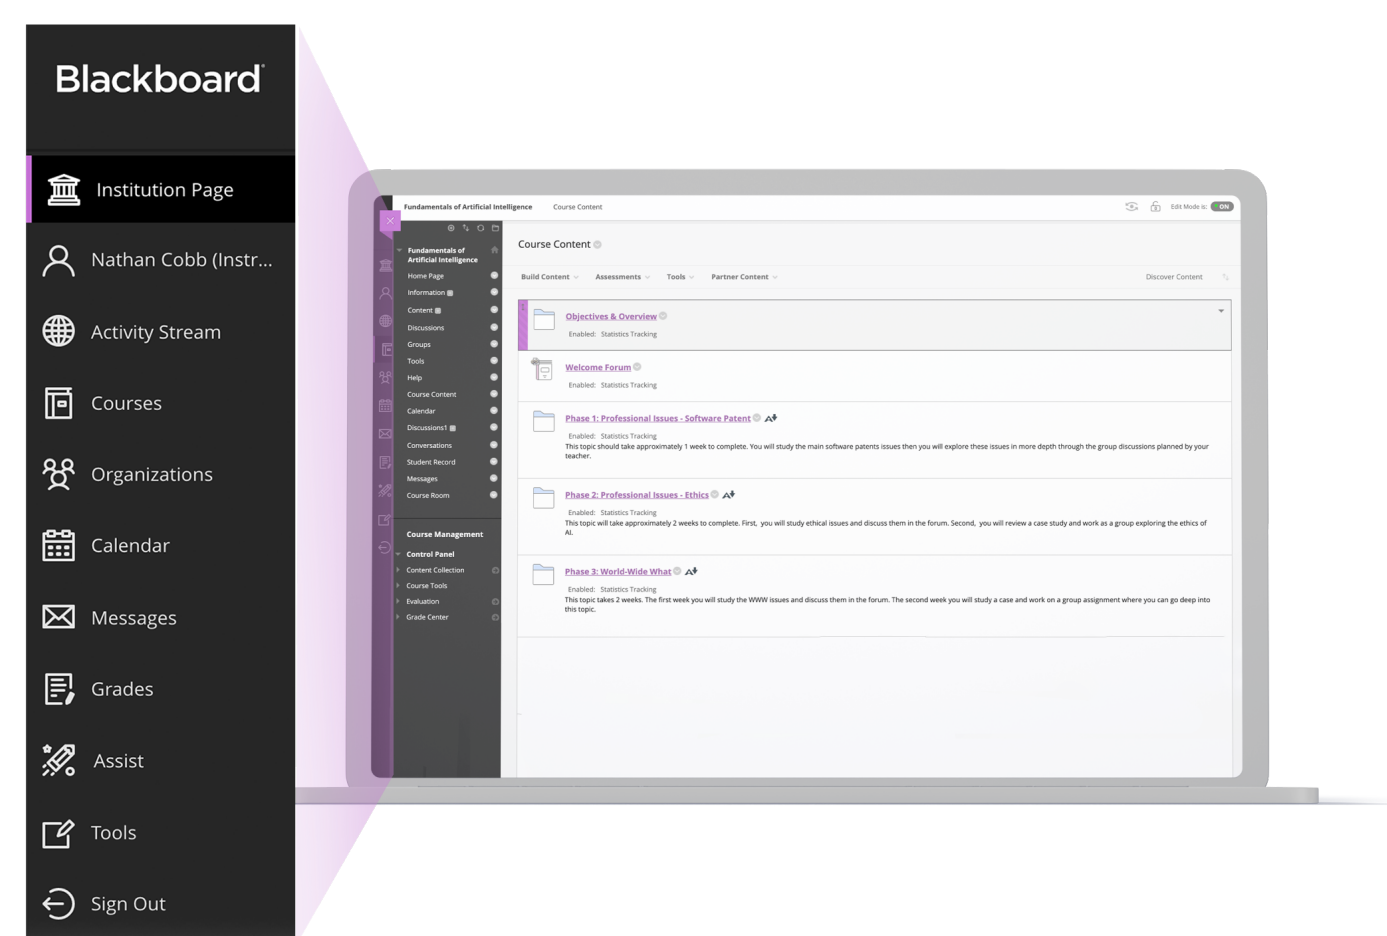 Blackboard
Institution Page
Nathan Cobb (Instr...
Activity Stream
Courses
Organizations
Calendar
Messages
Grades
Assist
Tools
Sign Out
Fundamentals of Artificial Intelligence
Course Content
Edit Mode is:
ON
Fundamentals of
Artificial Intelligence
Home Page
Information
Content
Discussions
Groups
Tools
Help
Course Content
Calendar
Discussions1
Conversations
Student Record
Messages
Course Room
Course Management
Control Panel
Content Collection
Course Tools
Evaluation
Grade Center
Course Content
Build Content
Assessments
Tools
Partner Content
Discover Content
Objectives & Overview
Enabled: Statistics Tracking
Welcome Forum
Enabled: Statistics Tracking
Phase 1: Professional Issues - Software Patent
Enabled: Statistics Tracking
This topic should take approximately 1 week to complete. You will study the main software patents issues then you will explore these issues in more depth through the group discussions planned by your
teacher.
Phase 2: Professional Issues - Ethics
Enabled: Statistics Tracking
This topic will take approximately 2 weeks to complete. First, you will study ethical issues and discuss them in the forum. Second, you will review a case study and work as a group exploring the ethics of
AI.
Phase 3: World-Wide What
Enabled: Statistics Tracking
This topic takes 2 weeks. The first week you will study the WWW issues and discuss them in the forum. The second week you will study a case and work on a group assignment where you can go deep into
this topic.